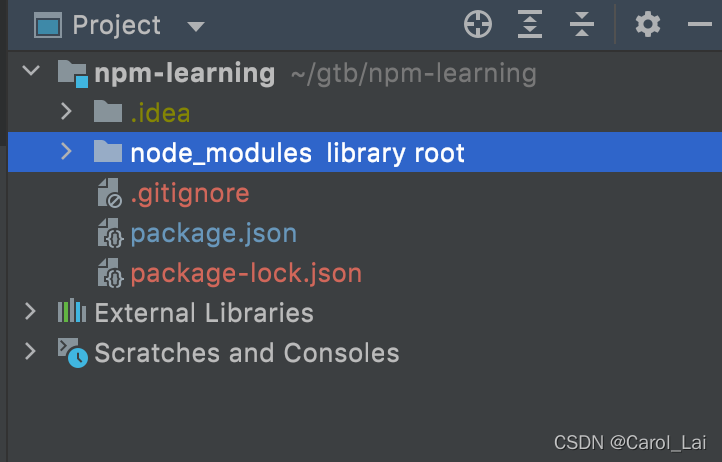 Project
npm-learning ~/gtb/npm-learning
.idea
node_modules library root
.gitignore
package.json
package-lock.json
External Libraries
Scratches and Consoles
CSDN @Carol_Lai